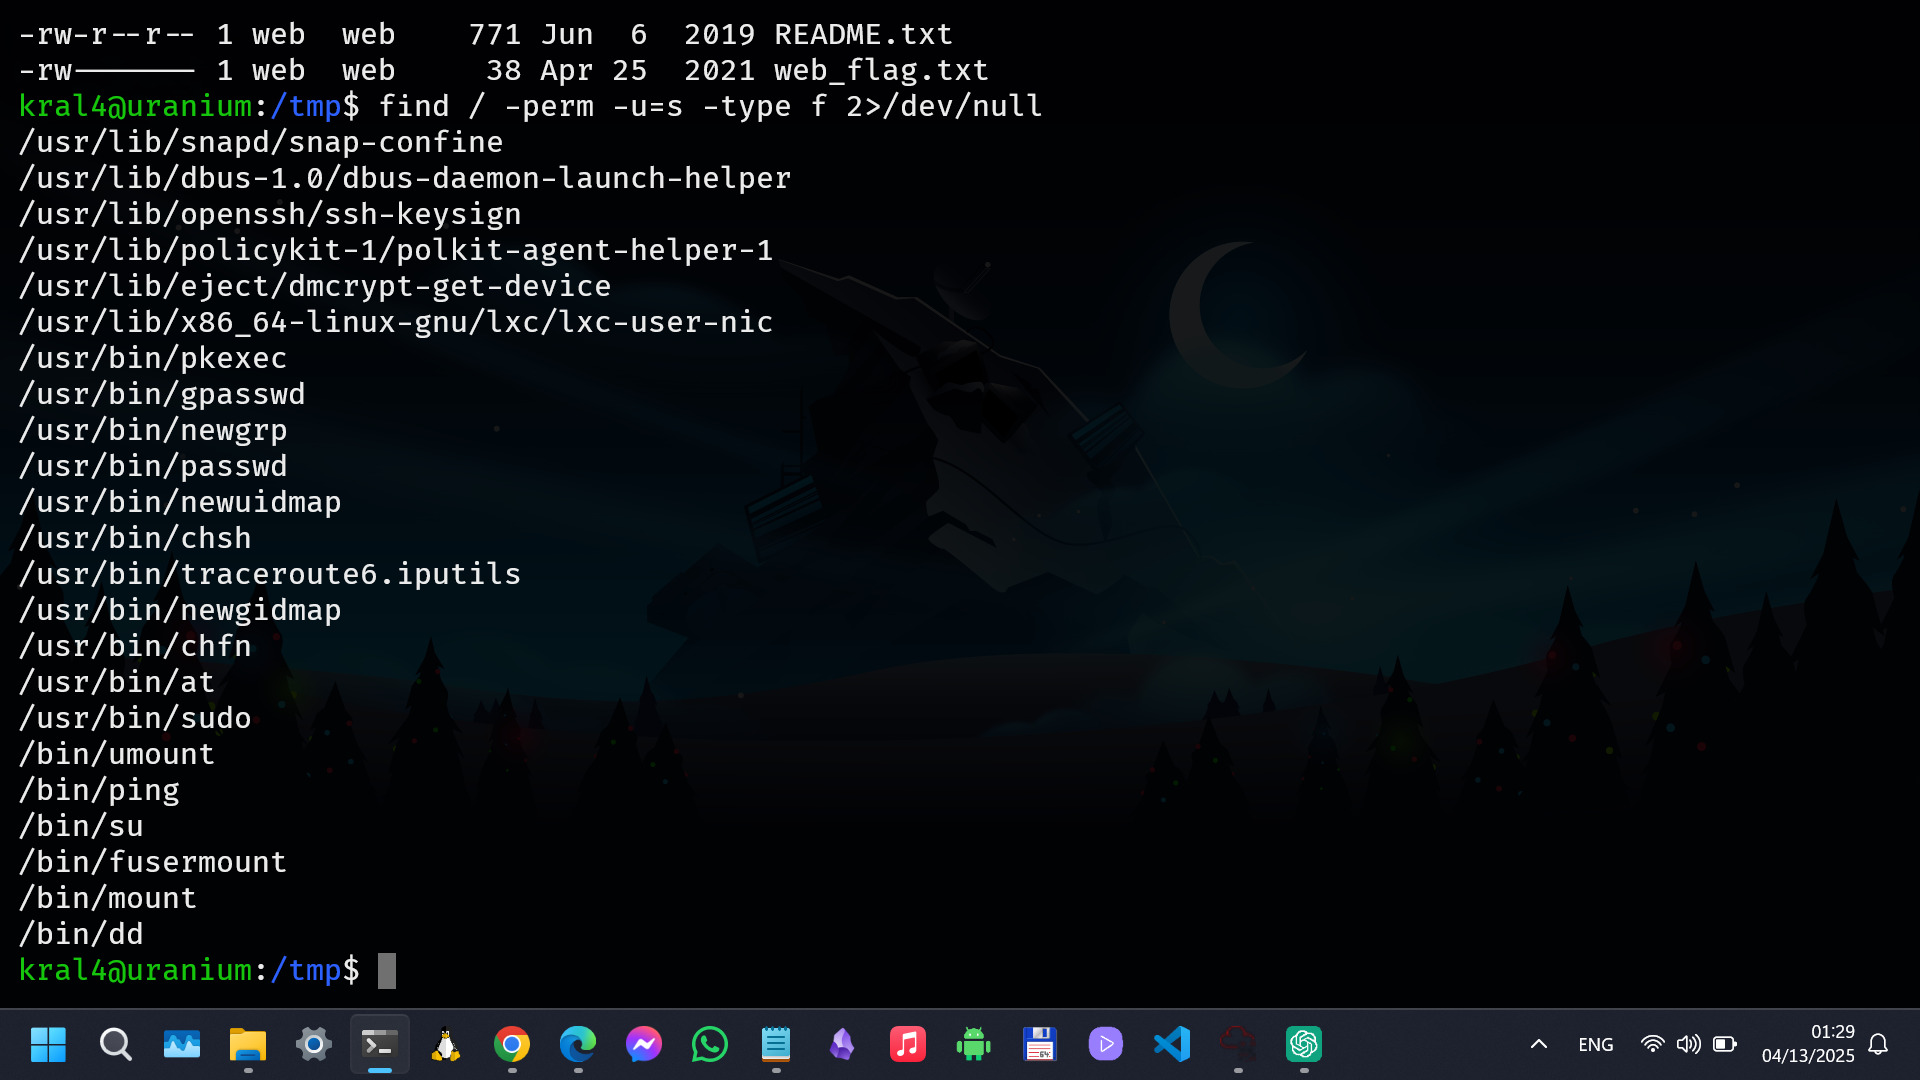 -rw-r--r-- 1 web  web    771 Jun  6  2019 README.txt
-rw------- 1 web  web     38 Apr 25  2021 web_flag.txt
kral4@uranium:/tmp$ find / -perm -u=s -type f 2>/dev/null
/usr/lib/snapd/snap-confine
/usr/lib/dbus-1.0/dbus-daemon-launch-helper
/usr/lib/openssh/ssh-keysign
/usr/lib/policykit-1/polkit-agent-helper-1
/usr/lib/eject/dmcrypt-get-device
/usr/lib/x86_64-linux-gnu/lxc/lxc-user-nic
/usr/bin/pkexec
/usr/bin/gpasswd
/usr/bin/newgrp
/usr/bin/passwd
/usr/bin/newuidmap
/usr/bin/chsh
/usr/bin/traceroute6.iputils
/usr/bin/newgidmap
/usr/bin/chfn
/usr/bin/at
/usr/bin/sudo
/bin/umount
/bin/ping
/bin/su
/bin/fusermount
/bin/mount
/bin/dd
kral4@uranium:/tmp$
64
ENG
01:29
04/13/2025